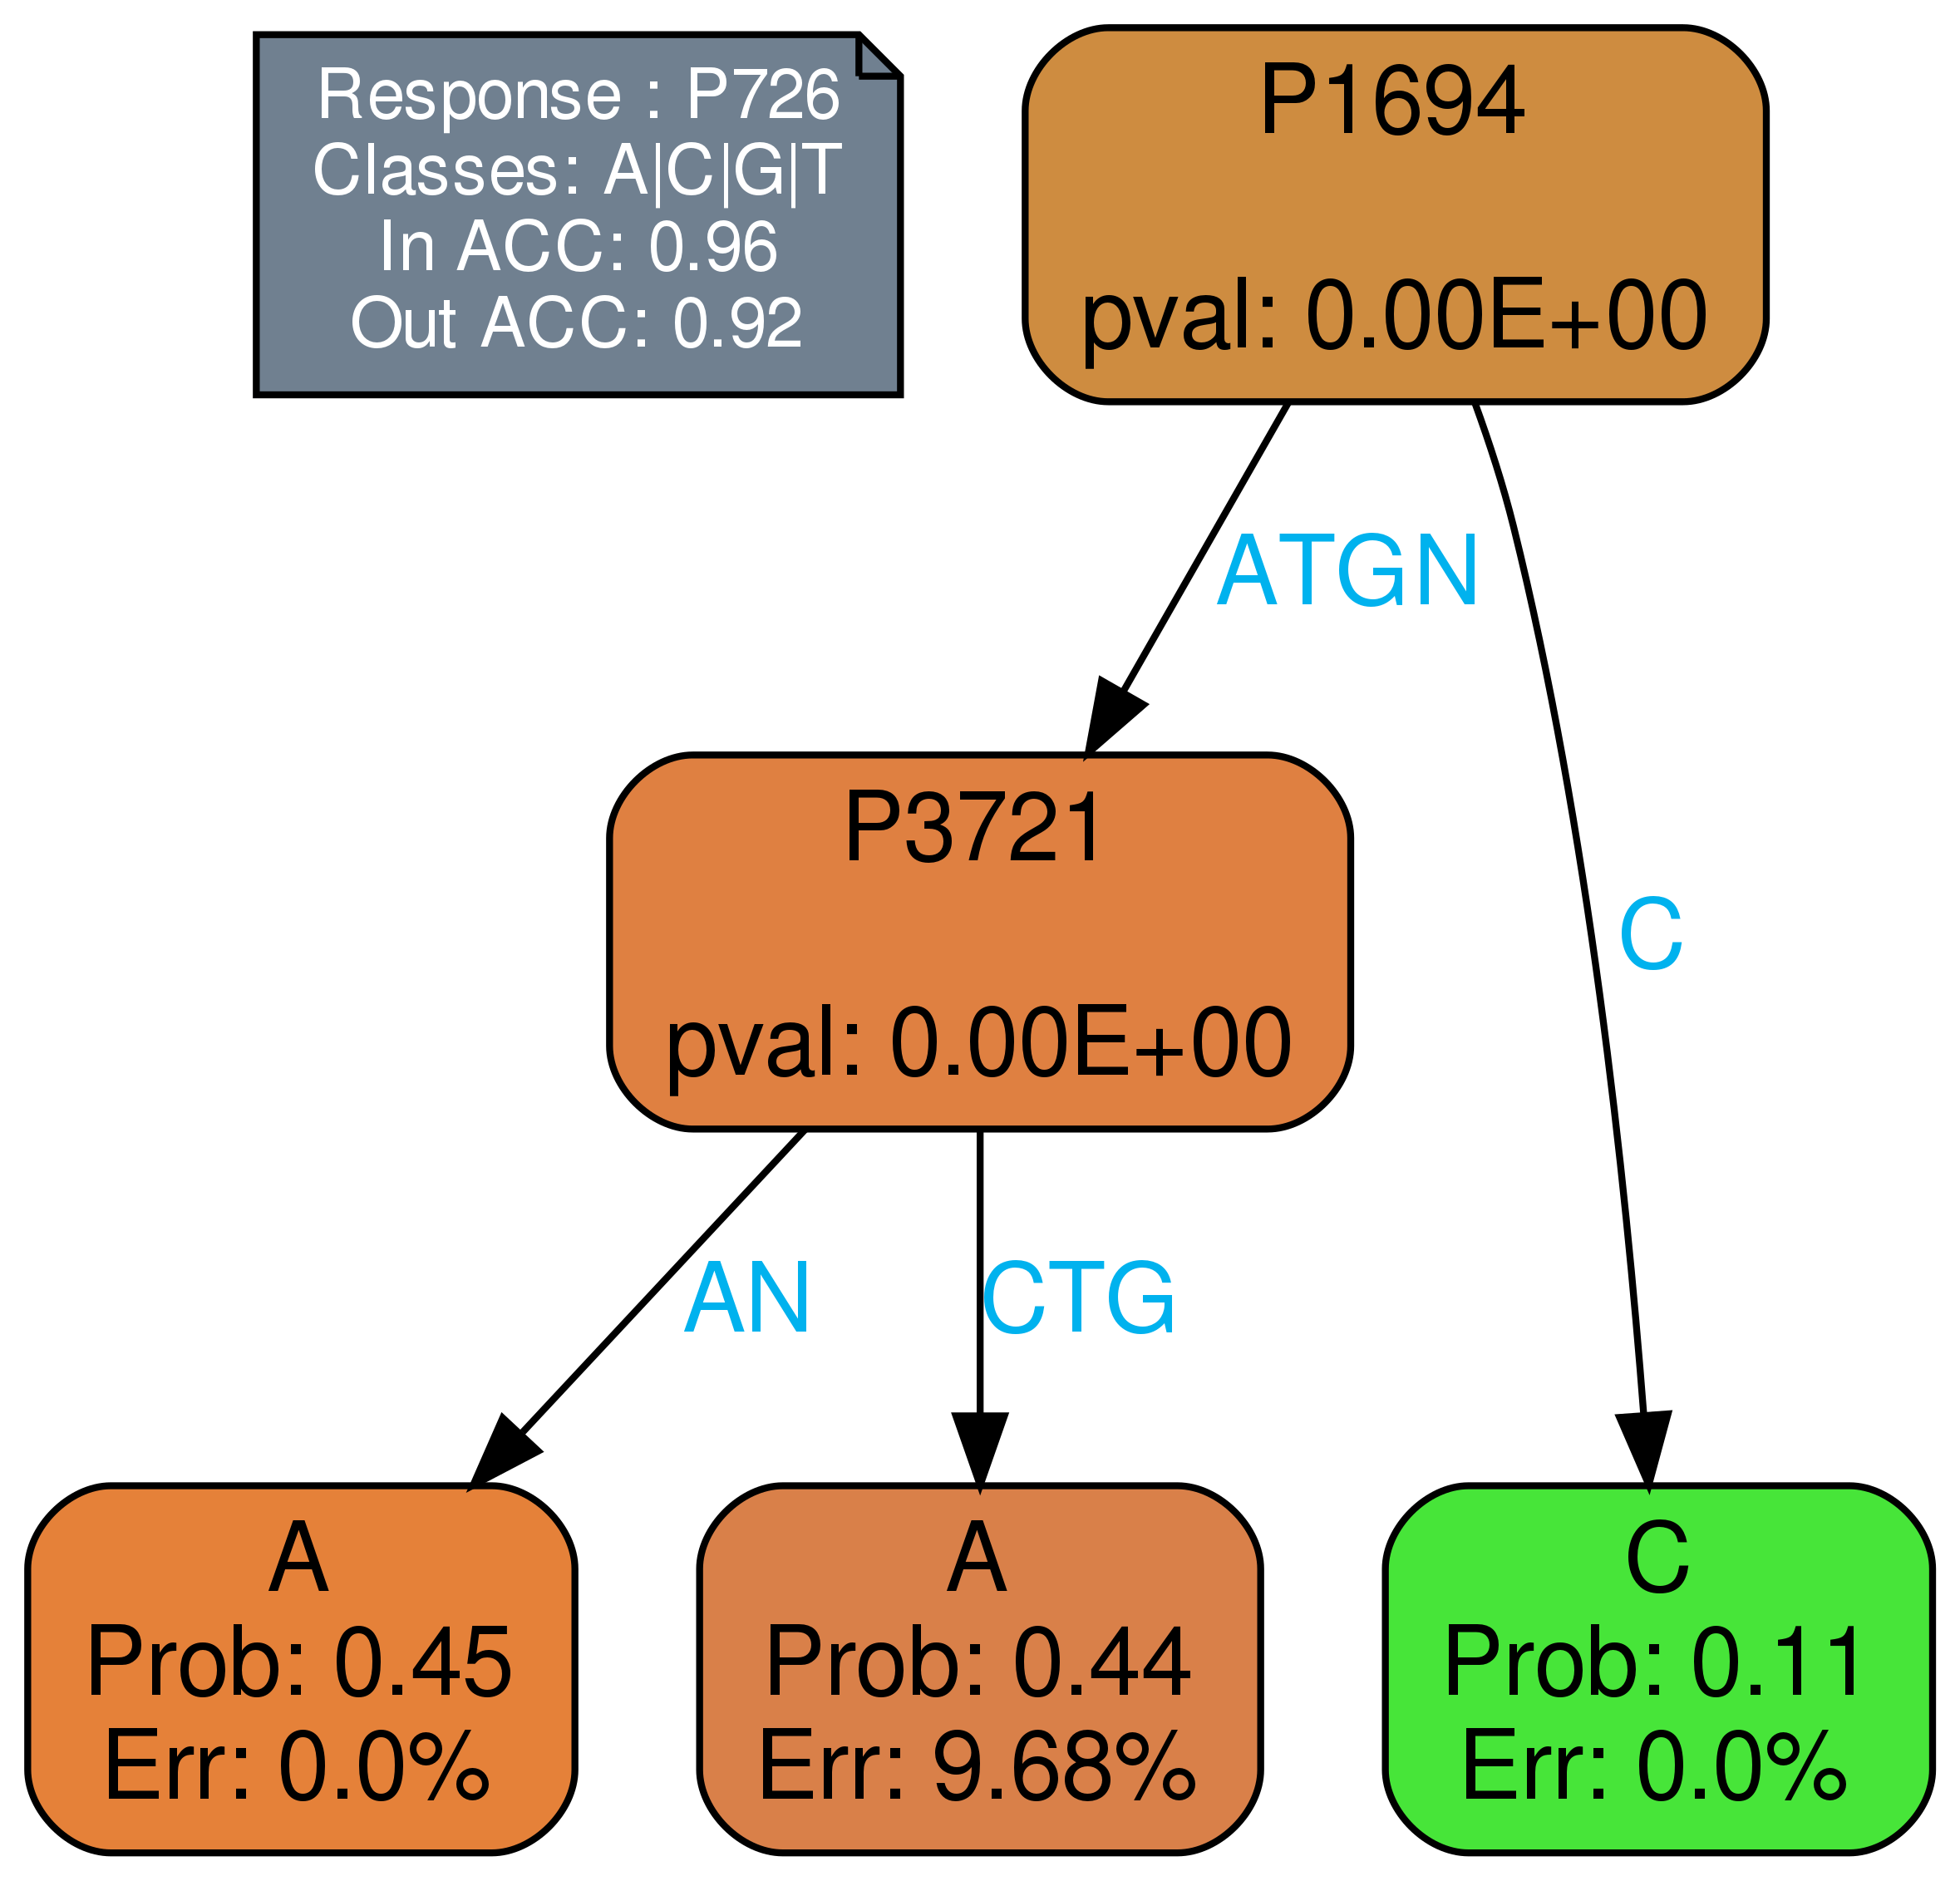 Response : P726
Classes: A|C|G|T
In ACC: 0.96
Out ACC: 0.92
P1694
pval: 0.00E+00
ATGN
C
P3721
pval: 0.00E+00
AN
CTG
A
Prob: 0.45
Err: 0.0%
A
Prob: 0.44
Err: 9.68%
C
Prob: 0.11
Err: 0.0%